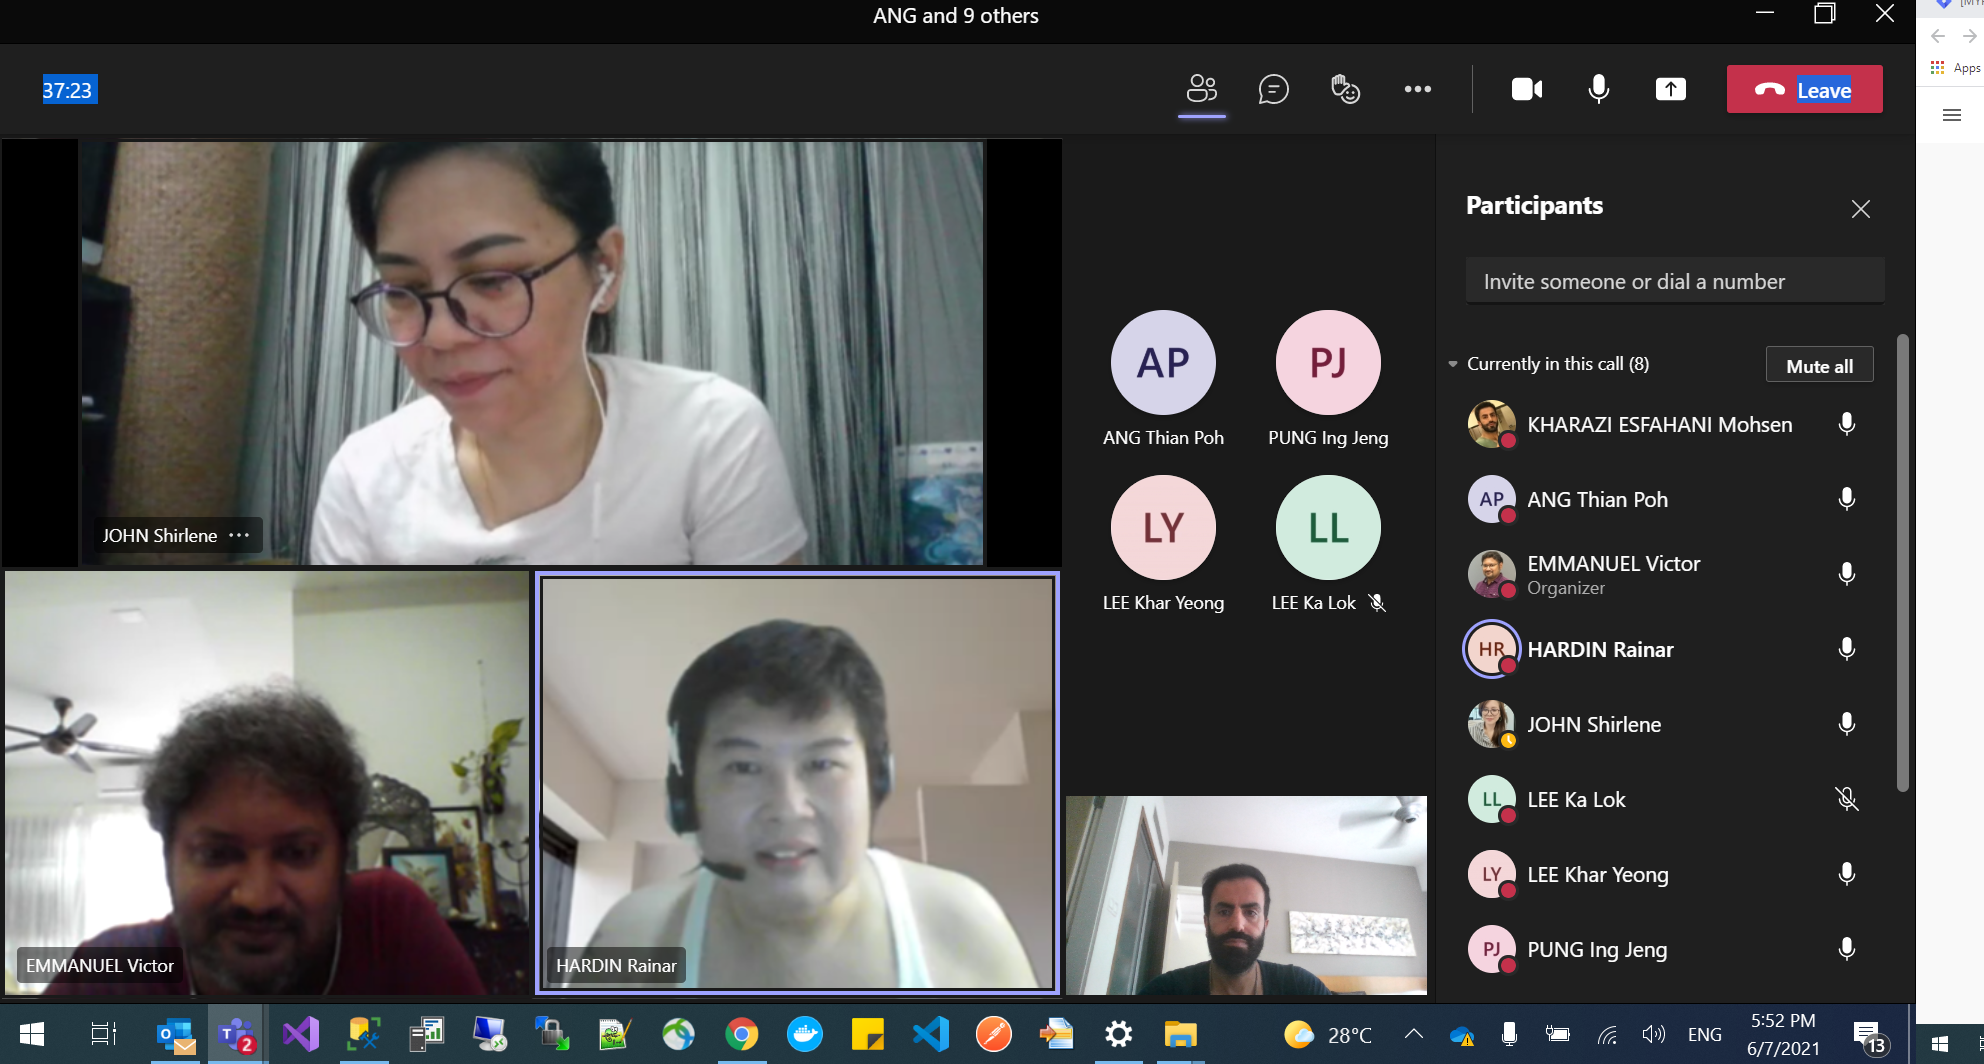 ANG and 9 others
37:23
Leave
Apps
JOHN Shirlene ...
EMMANUEL Victor
HARDIN Rainar
AP
ANG Thian Poh
PJ
PUNG Ing Jeng
LY
LEE Khar Yeong
LL
LEE Ka Lok
Participants
Invite someone or dial a number
Currently in this call (8)
Mute all
KHARAZI ESFAHANI Mohsen
AP
ANG Thian Poh
EMMANUEL Victor
Organizer
HR
HARDIN Rainar
JOHN Shirlene
LL
LEE Ka Lok
LY
LEE Khar Yeong
PJ
PUNG Ing Jeng
T
2
28°C
ENG
5:52 PM
6/7/2021
13